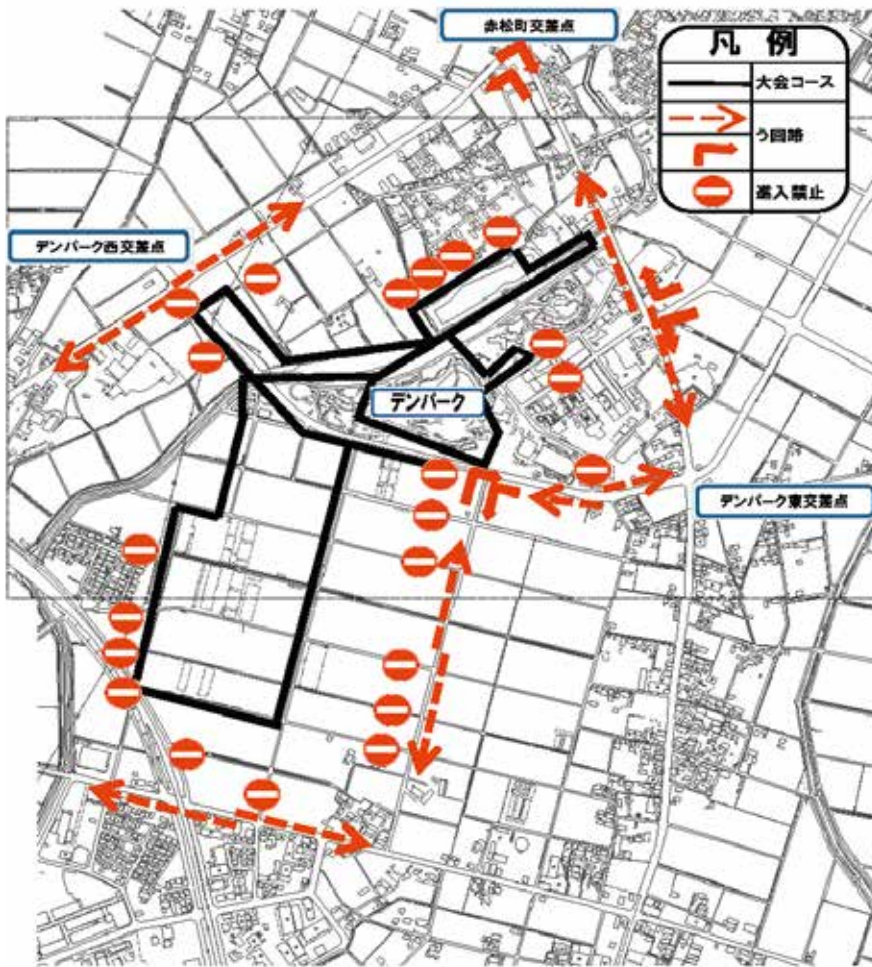 赤松町交差点
凡 例
大会コース
う回路
進入禁止
デンパーク西交差点
デンパーク
デンパーク東交差点